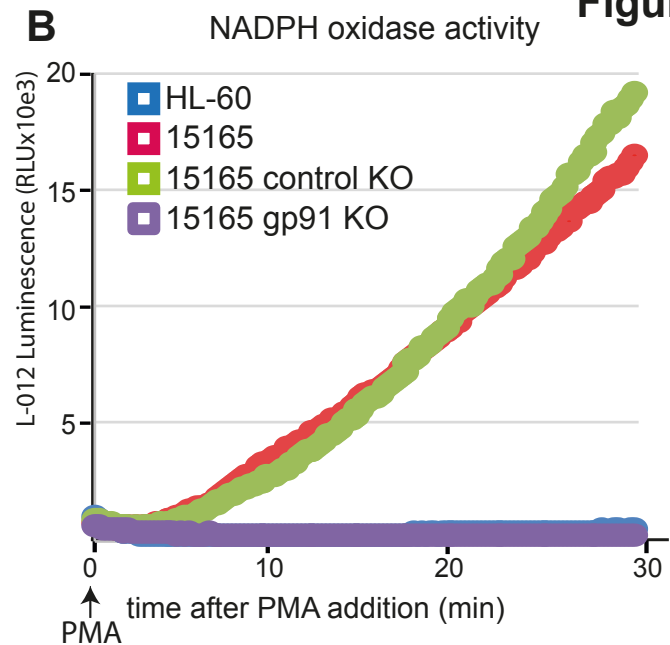 Figur
B
NADPH oxidase activity
L-012 Luminescence (RLUx10e3)
20
15
10
5
HL-60
15165
15165 control KO
15165 gp91 KO
0
10
20
30
time after PMA addition (min)
PMA